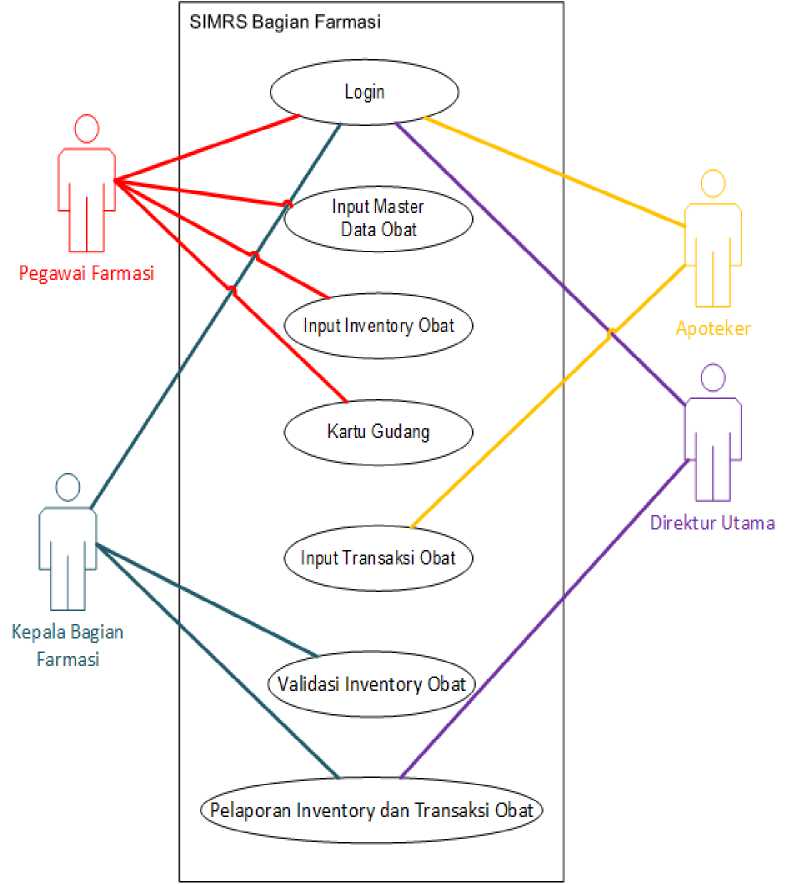 SIMRS Bagian Farmasi
Login
Input Master
Data Obat
Pegawai Farmasi
Input Inventory Obat
Apoteker
Kartu Gudang
Direktur Utama
Input Transaksi Obat
Kepala Bagian
Farmasi
Validasi Inventory Obat
Pelaporan Inventory dan Transaksi Obat